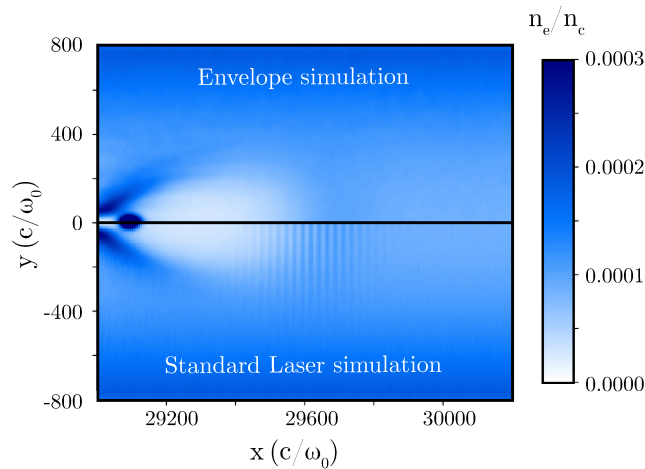 n_e/n_c
800
Envelope simulation
0.0003
400
0.0002
y (c/ω_0)
0
0.0001
-400
Standard Laser simulation
0.0000
-800
29200
29600
30000
x (c/ω_0)